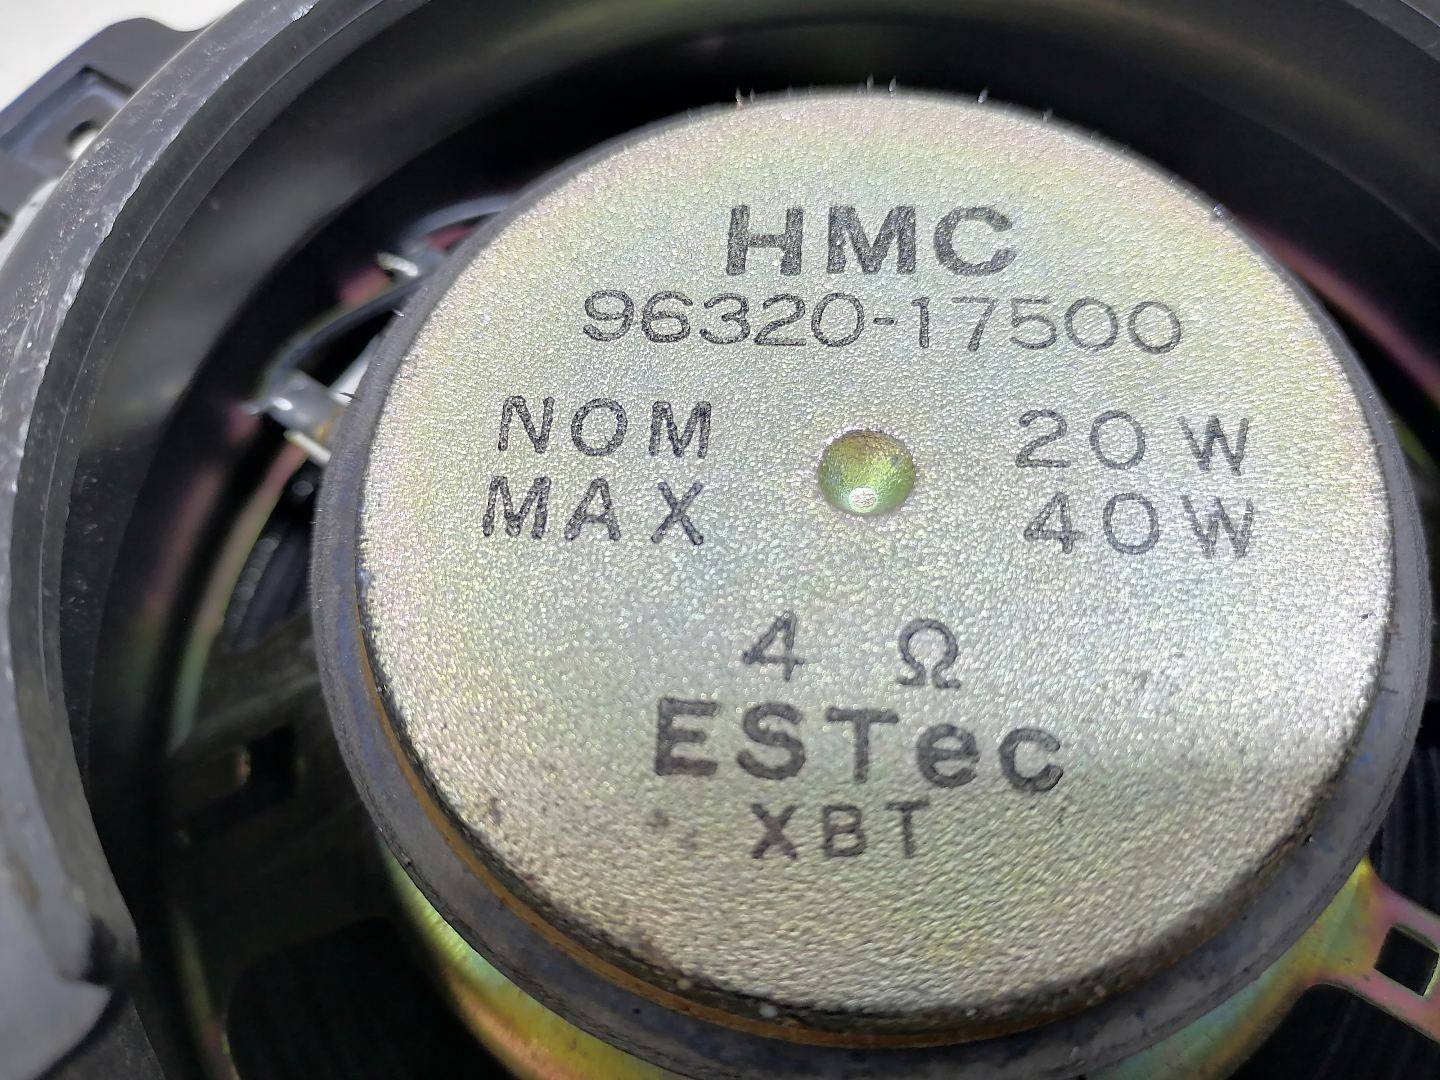 HMC
96320-17500
NOM 20W
MAX 40W
4 Ω
ESTec
XBT